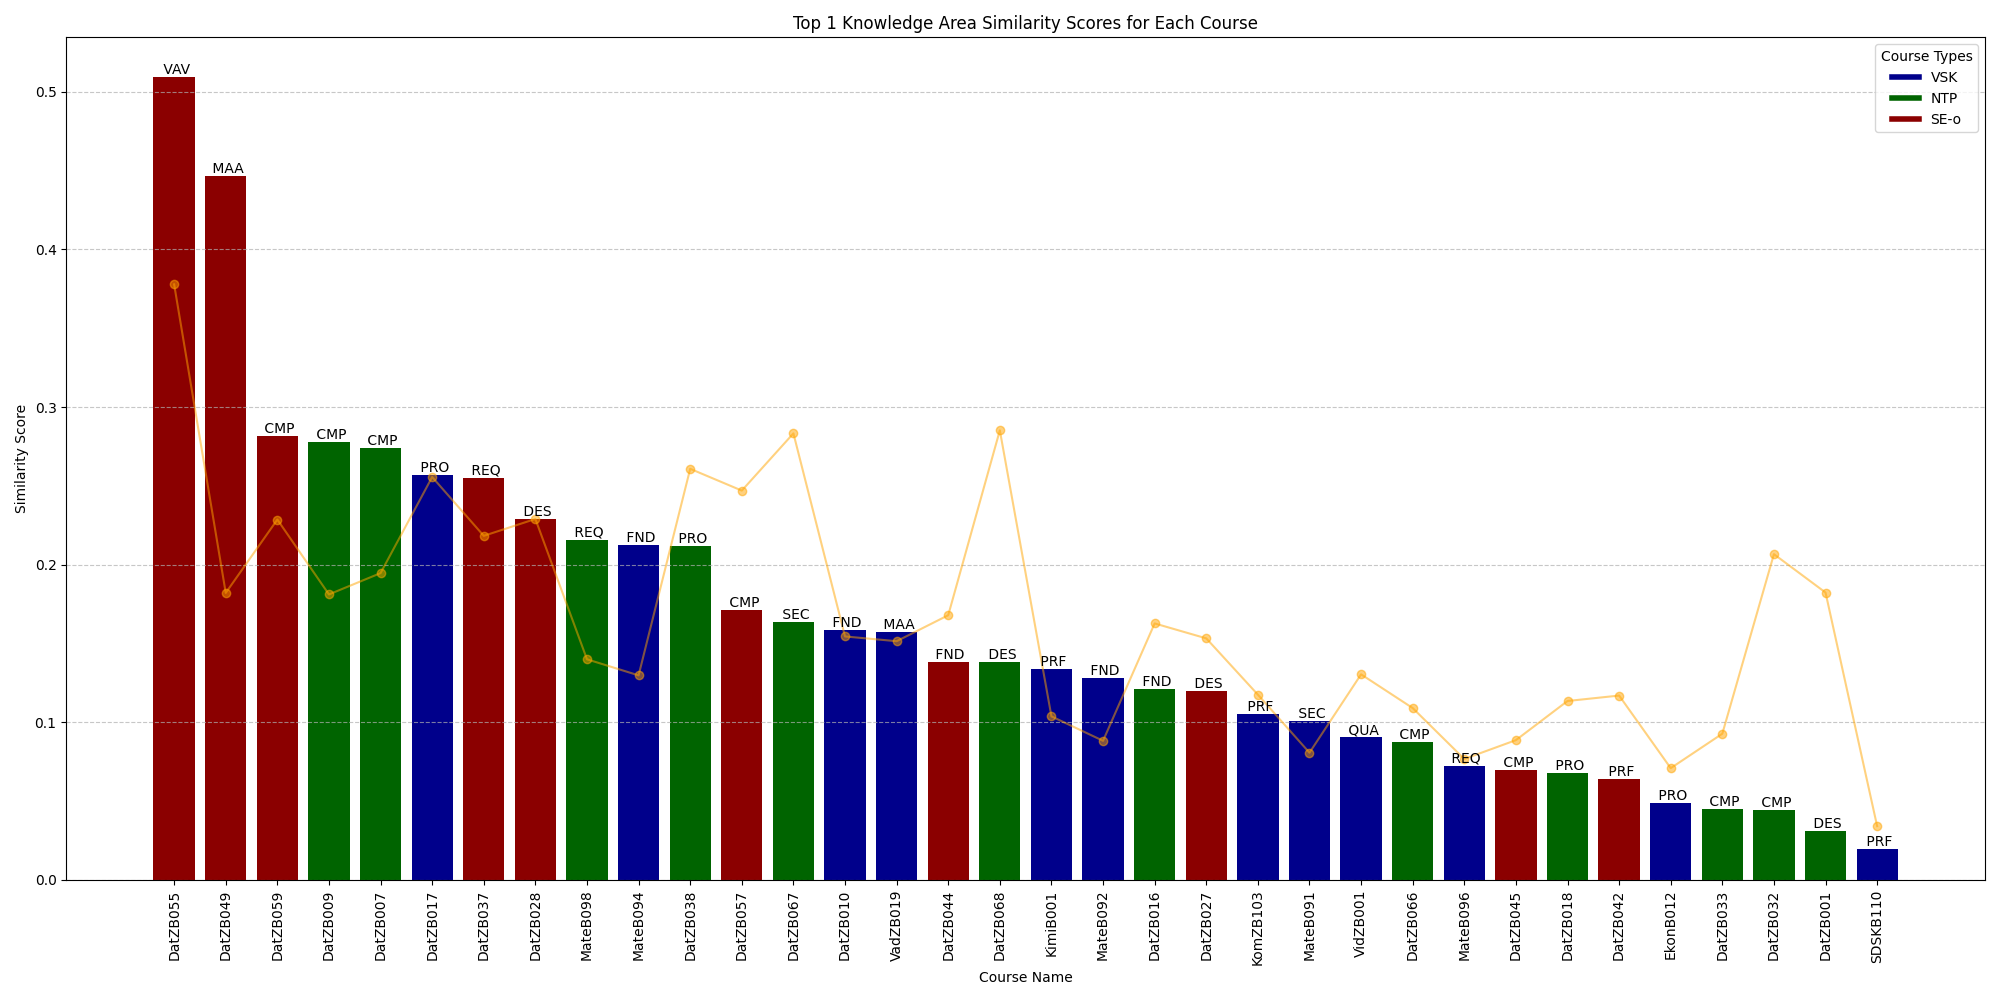 Top 1 Knowledge Area Similarity Scores for Each Course
Course Types
VSK
NTP
SE-o
Similarity Score
0.5
0.4
0.3
0.2
0.1
0.0
VAV
MAA
CMP
CMP
CMP
PRO
REQ
DES
REQ
FND
PRO
CMP
SEC
FND
MAA
FND
DES
PRF
FND
FND
DES
PRF
SEC
QUA
CMP
REQ
CMP
PRO
PRF
PRO
CMP
CMP
DES
PRF
DatZB055
DatZB049
DatZB059
DatZB009
DatZB007
DatZB017
DatZB037
DatZB028
MateB098
MateB094
DatZB038
DatZB057
DatZB067
DatZB010
VadZB019
DatZB044
DatZB068
KimiB001
MateB092
DatZB016
DatZB027
KomZB103
MateB091
VidZB001
DatZB066
MateB096
DatZB045
DatZB018
DatZB042
EkonB012
DatZB033
DatZB032
DatZB001
SDSKB110
Course Name